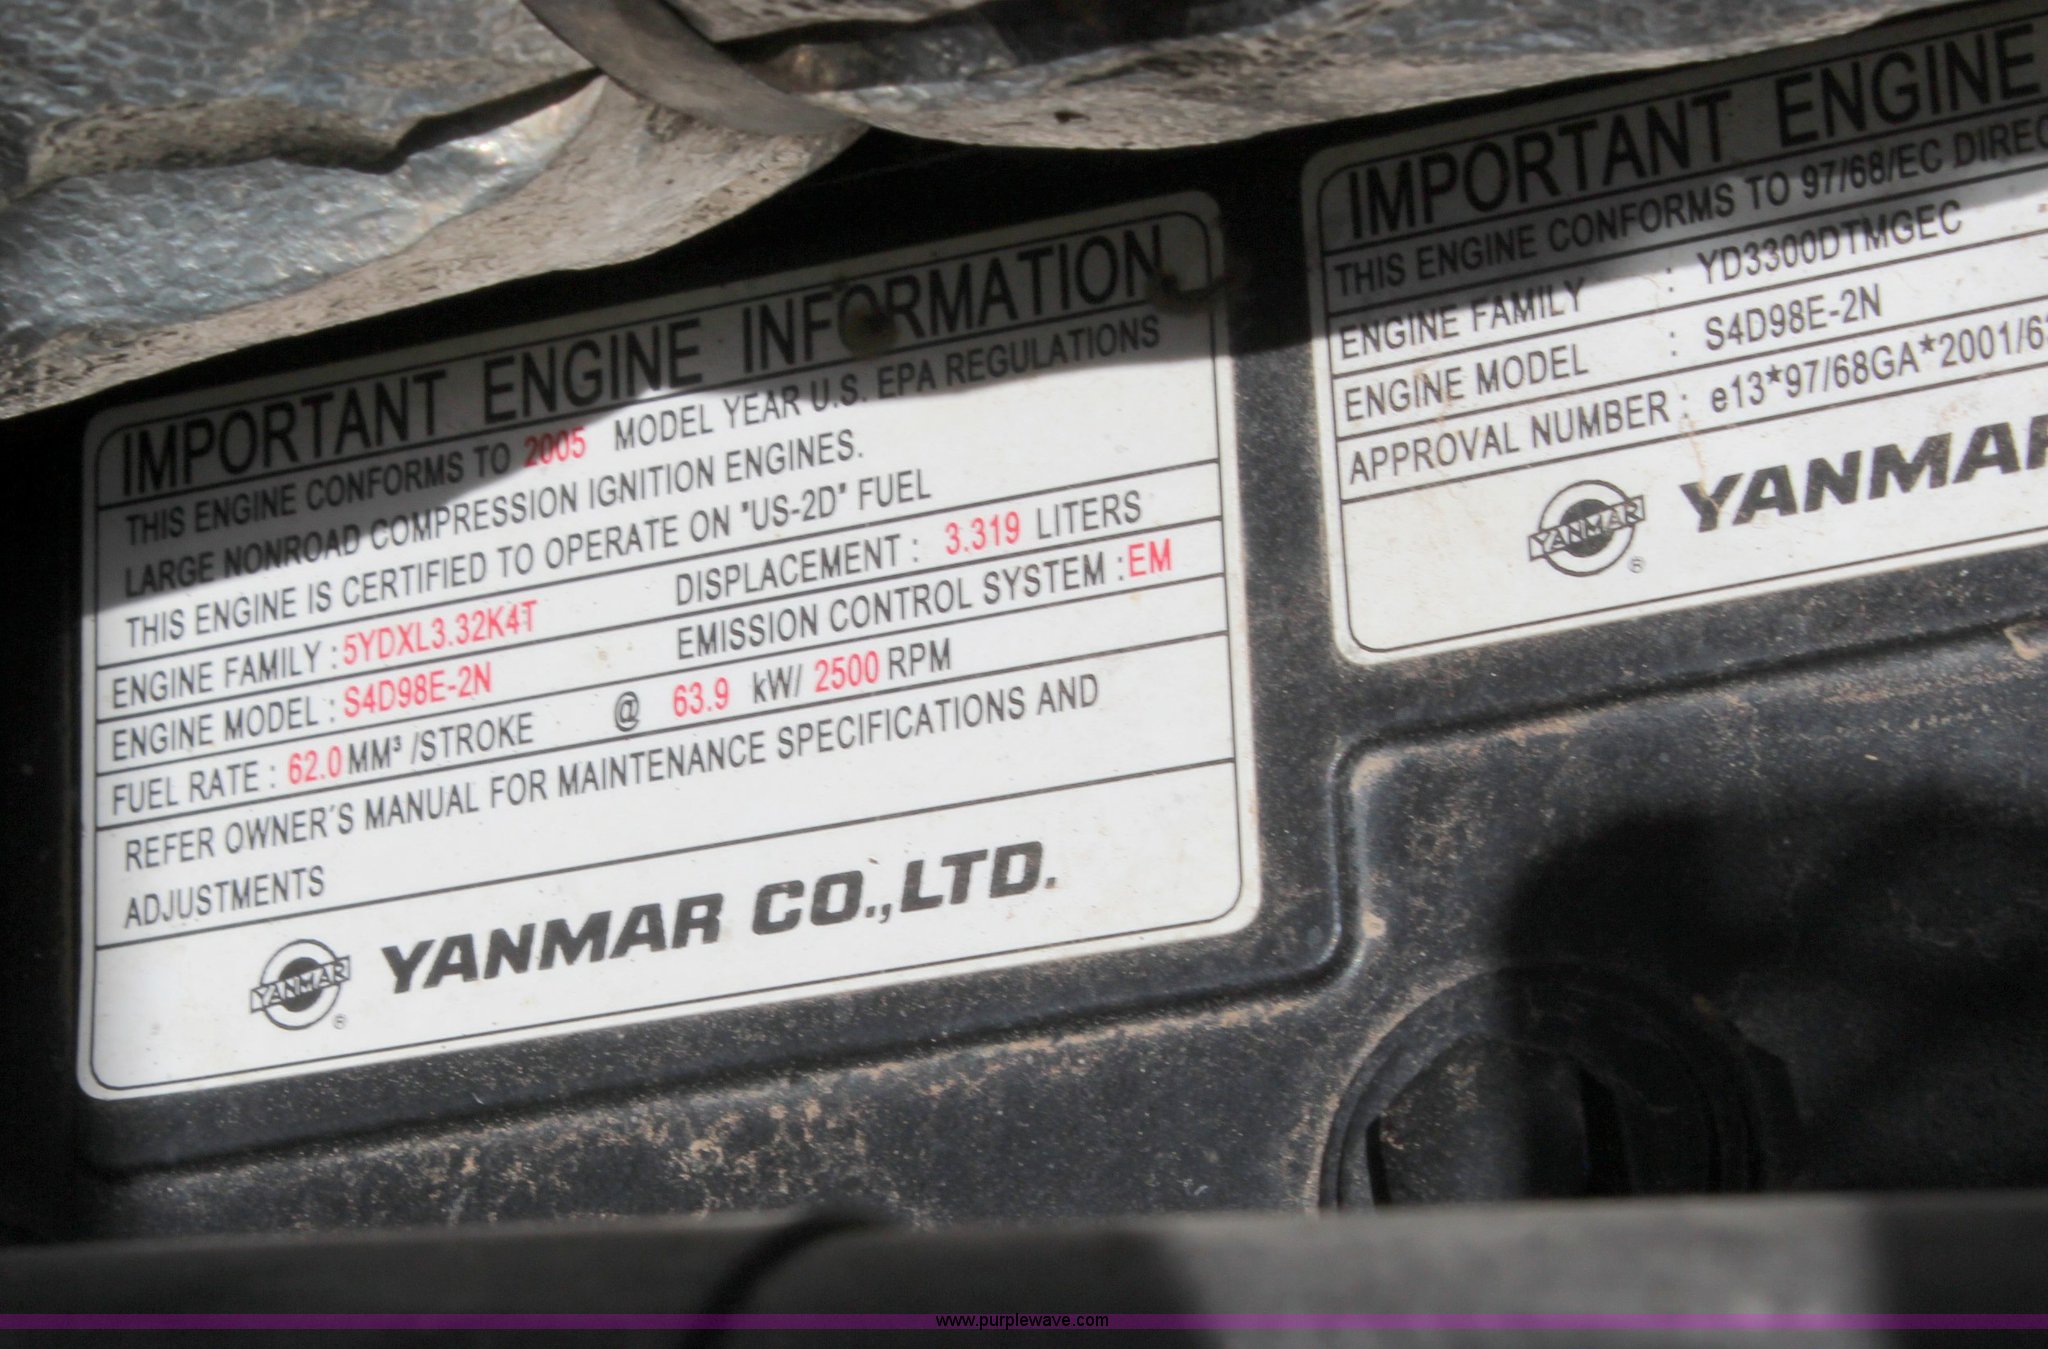 IMPORTANT ENGINE INFORMATION
THIS ENGINE CONFORMS TO 2005 MODEL YEAR U.S. EPA REGULATIONS
LARGE NONROAD COMPRESSION IGNITION ENGINES.
THIS ENGINE IS CERTIFIED TO OPERATE ON "US-2D" FUEL
ENGINE FAMILY : 5YDXL3.32K4T DISPLACEMENT : 3.319 LITERS
ENGINE MODEL : S4D98E-2N EMISSION CONTROL SYSTEM : EM
FUEL RATE : 62.0 MM³ /STROKE @ 63.9 kW/ 2500 RPM
REFER OWNER'S MANUAL FOR MAINTENANCE SPECIFICATIONS AND
ADJUSTMENTS
YANMAR ® YANMAR CO.,LTD.
IMPORTANT ENGINE
THIS ENGINE CONFORMS TO 97/68/EC
ENGINE FAMILY : YD3300DTMGEC
ENGINE MODEL : S4D98E-2N
APPROVAL NUMBER : e13*97/68GA*2001/6
YANMAR ® YANMAR
www.purplewave.com